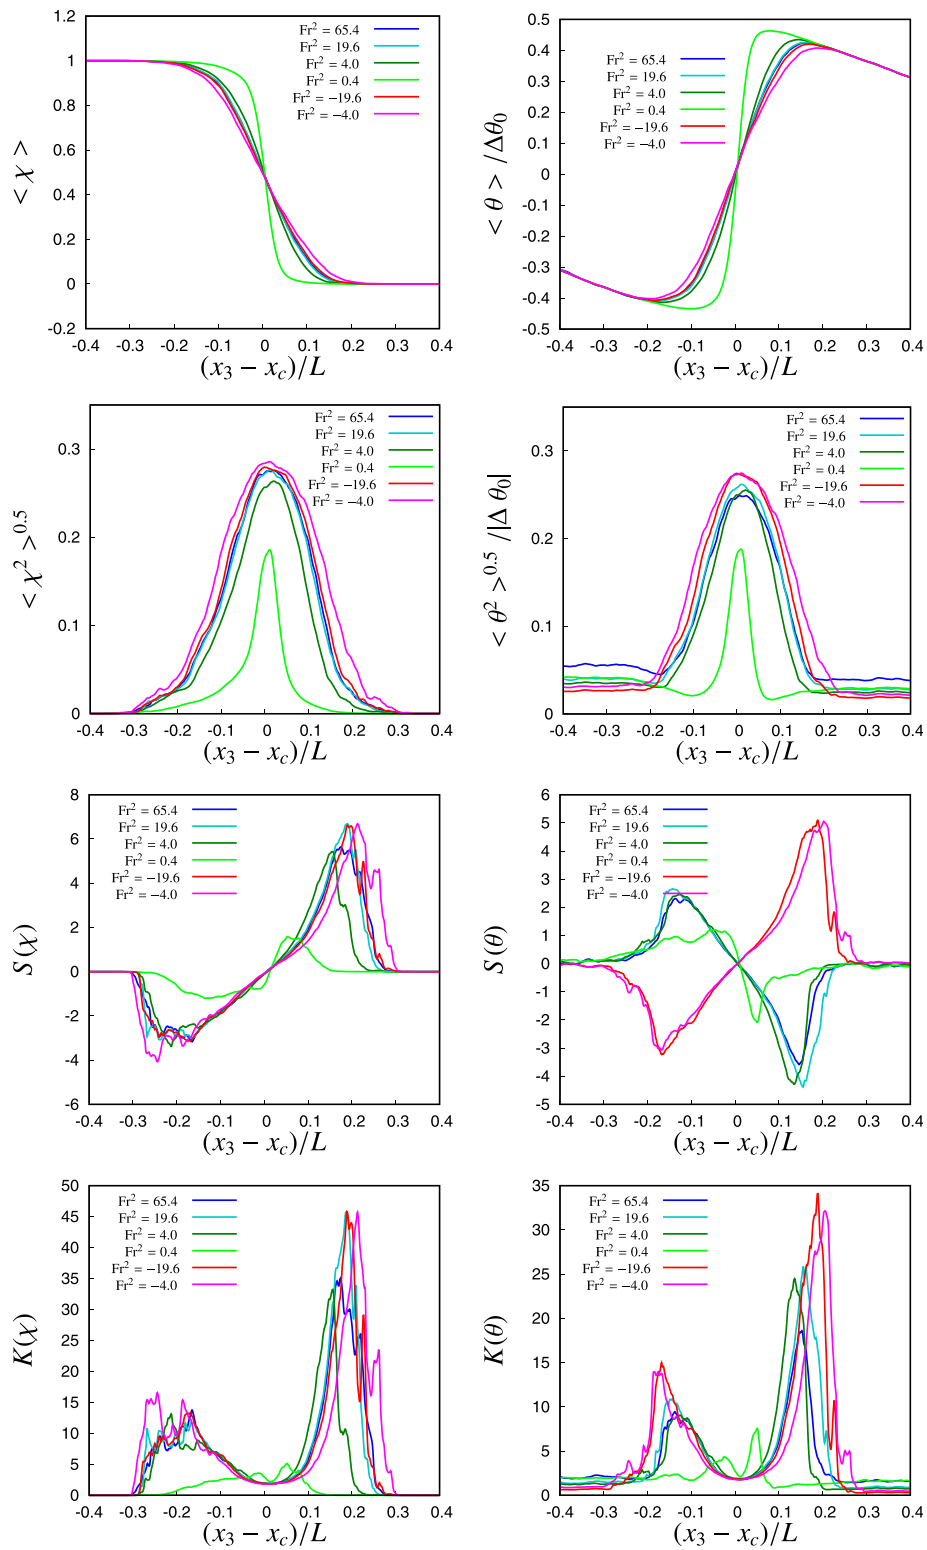 < χ >
1.2
1
0.8
0.6
0.4
0.2
0
-0.2
Fr² = 65.4
Fr² = 19.6
Fr² = 4.0
Fr² = 0.4
Fr² = −19.6
Fr² = −4.0
-0.4 -0.3 -0.2 -0.1 0 0.1 0.2 0.3 0.4
(x₃ − x_c)/L
< θ > /Δθ₀
0.5
0.4
0.3
0.2
0.1
0
-0.1
-0.2
-0.3
-0.4
-0.5
Fr² = 65.4
Fr² = 19.6
Fr² = 4.0
Fr² = 0.4
Fr² = −19.6
Fr² = −4.0
-0.4 -0.3 -0.2 -0.1 0 0.1 0.2 0.3 0.4
(x₃ − x_c)/L
< χ² >^0.5
0.3
0.2
0.1
0
Fr² = 65.4
Fr² = 19.6
Fr² = 4.0
Fr² = 0.4
Fr² = −19.6
Fr² = −4.0
-0.4 -0.3 -0.2 -0.1 0 0.1 0.2 0.3 0.4
(x₃ − x_c)/L
< θ² >^0.5 /|Δ θ₀|
0.3
0.2
0.1
0
Fr² = 65.4
Fr² = 19.6
Fr² = 4.0
Fr² = 0.4
Fr² = −19.6
Fr² = −4.0
-0.4 -0.3 -0.2 -0.1 0 0.1 0.2 0.3 0.4
(x₃ − x_c)/L
S(χ)
8
6
4
2
0
-2
-4
-6
Fr² = 65.4
Fr² = 19.6
Fr² = 4.0
Fr² = 0.4
Fr² = −19.6
Fr² = −4.0
-0.4 -0.3 -0.2 -0.1 0 0.1 0.2 0.3 0.4
(x₃ − x_c)/L
S(θ)
6
5
4
3
2
1
0
-1
-2
-3
-4
-5
Fr² = 65.4
Fr² = 19.6
Fr² = 4.0
Fr² = 0.4
Fr² = −19.6
Fr² = −4.0
-0.4 -0.3 -0.2 -0.1 0 0.1 0.2 0.3 0.4
(x₃ − x_c)/L
K(χ)
50
45
40
35
30
25
20
15
10
5
0
Fr² = 65.4
Fr² = 19.6
Fr² = 4.0
Fr² = 0.4
Fr² = −19.6
Fr² = −4.0
-0.4 -0.3 -0.2 -0.1 0 0.1 0.2 0.3 0.4
(x₃ − x_c)/L
K(θ)
35
30
25
20
15
10
5
0
Fr² = 65.4
Fr² = 19.6
Fr² = 4.0
Fr² = 0.4
Fr² = −19.6
Fr² = −4.0
-0.4 -0.3 -0.2 -0.1 0 0.1 0.2 0.3 0.4
(x₃ − x_c)/L